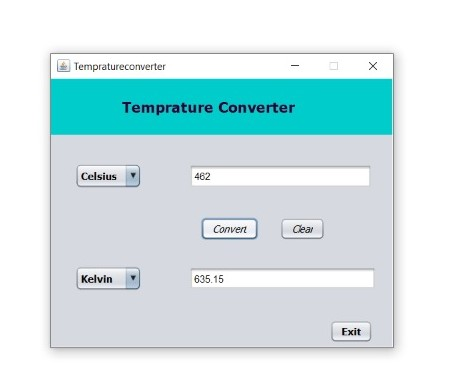 Tempratureconverter
Temprature Converter
Celsius
462
Convert
Clear
Kelvin
635.15
Exit